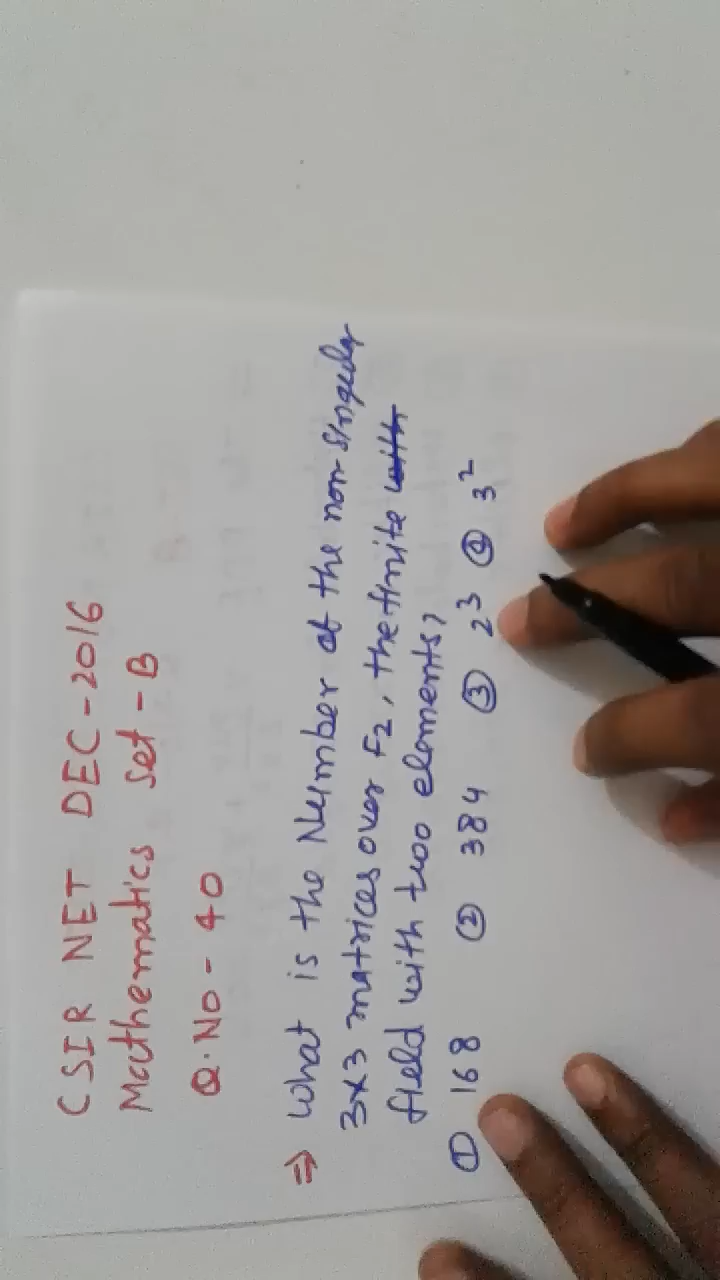 CSIR NET DEC-2016
Mathematics Set-B
Q.NO-40
⇒ What is the Number of the non-singular
3×3 matrices over F2, the finite with
field with two elements,
① 168 ② 384 ③ 2³ ④ 3²